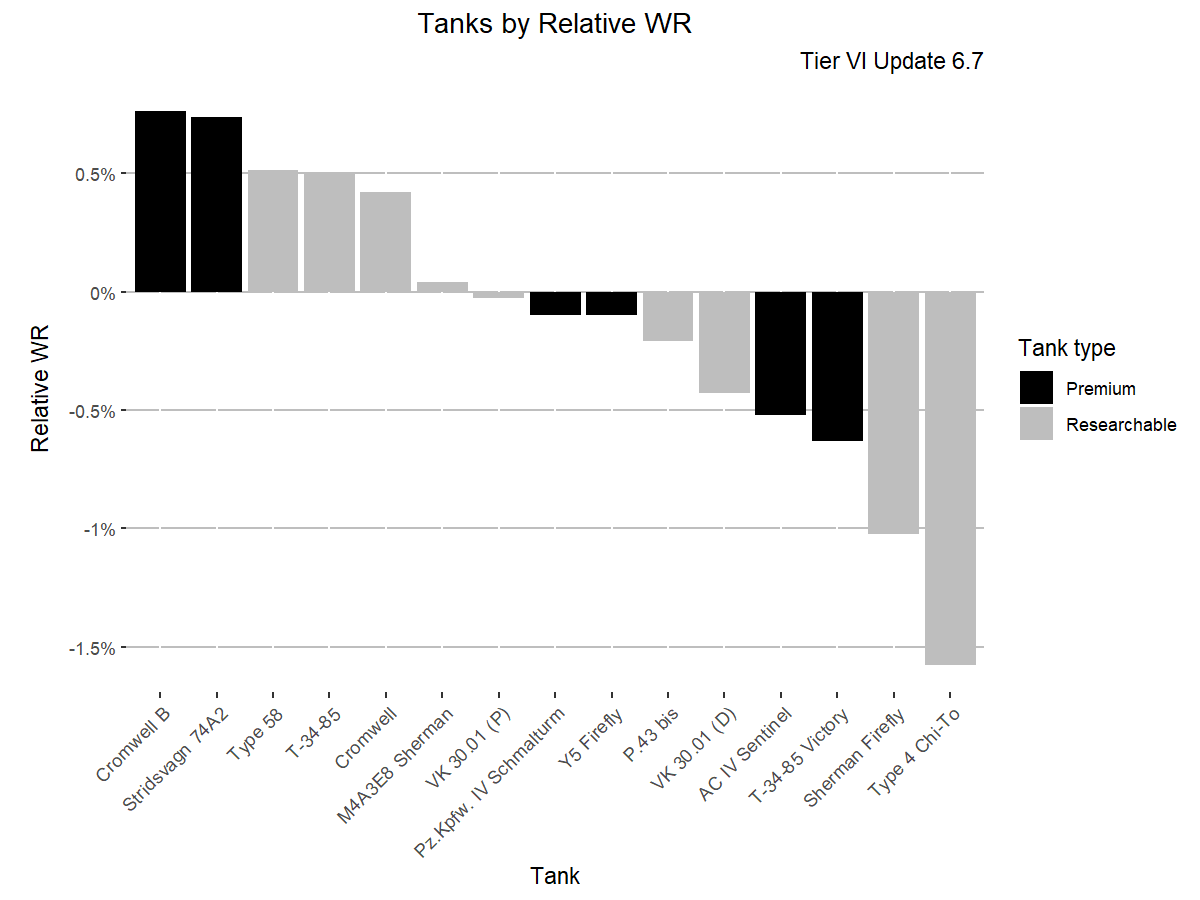 Tanks by Relative WR
Tier VI Update 6.7
0.5%
0%
-0.5%
-1%
-1.5%
Relative WR
Cromwell B
Stridsvagn 74A2
Type 58
T-34-85
Cromwell
M4A3E8 Sherman
VK 30.01 (P)
Pz.Kpfw. IV Schmalturm
Y5 Firefly
P.43 bis
VK 30.01 (D)
AC IV Sentinel
T-34-85 Victory
Sherman Firefly
Type 4 Chi-To
Tank
Tank type
Premium
Researchable